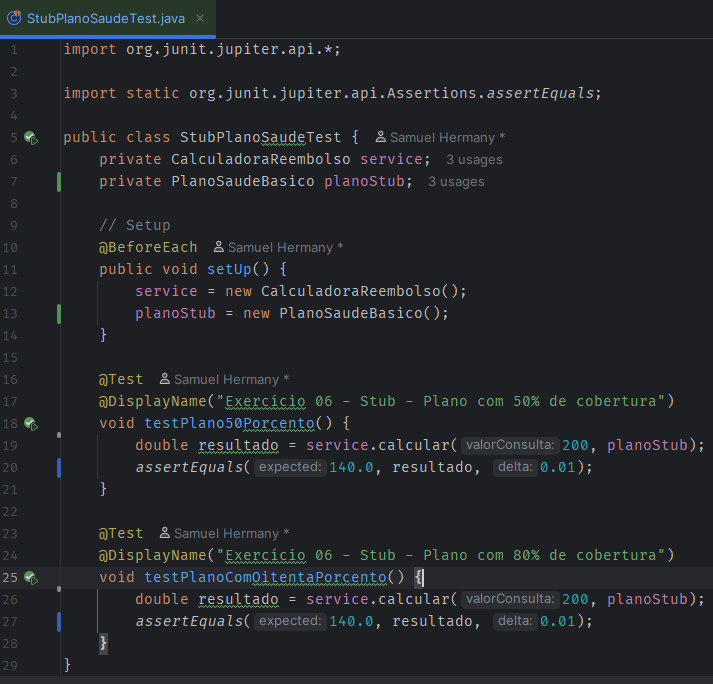 StubPlanoSaudeTest.java ×
1 import org.junit.jupiter.api.*;
2
3 import static org.junit.jupiter.api.Assertions.assertEquals;
4
5 public class StubPlanoSaudeTest { Samuel Hermany *
6 private CalculadoraReembolso service; 3 usages
7 private PlanoSaudeBasico planoStub; 3 usages
8
9 // Setup
10 @BeforeEach Samuel Hermany *
11 public void setUp() {
12 service = new CalculadoraReembolso();
13 planoStub = new PlanoSaudeBasico();
14 }
15
16 @Test Samuel Hermany *
17 @DisplayName("Exercício 06 - Stub - Plano com 50% de cobertura")
18 void testPlano50Porcento() {
19 double resultado = service.calcular( valorConsulta: 200, planoStub);
20 assertEquals( expected: 140.0, resultado, delta: 0.01);
21 }
22
23 @Test Samuel Hermany *
24 @DisplayName("Exercício 06 - Stub - Plano com 80% de cobertura")
25 void testPlanoComOitentaPorcento() {
26 double resultado = service.calcular( valorConsulta: 200, planoStub);
27 assertEquals( expected: 140.0, resultado, delta: 0.01);
28 }
29 }